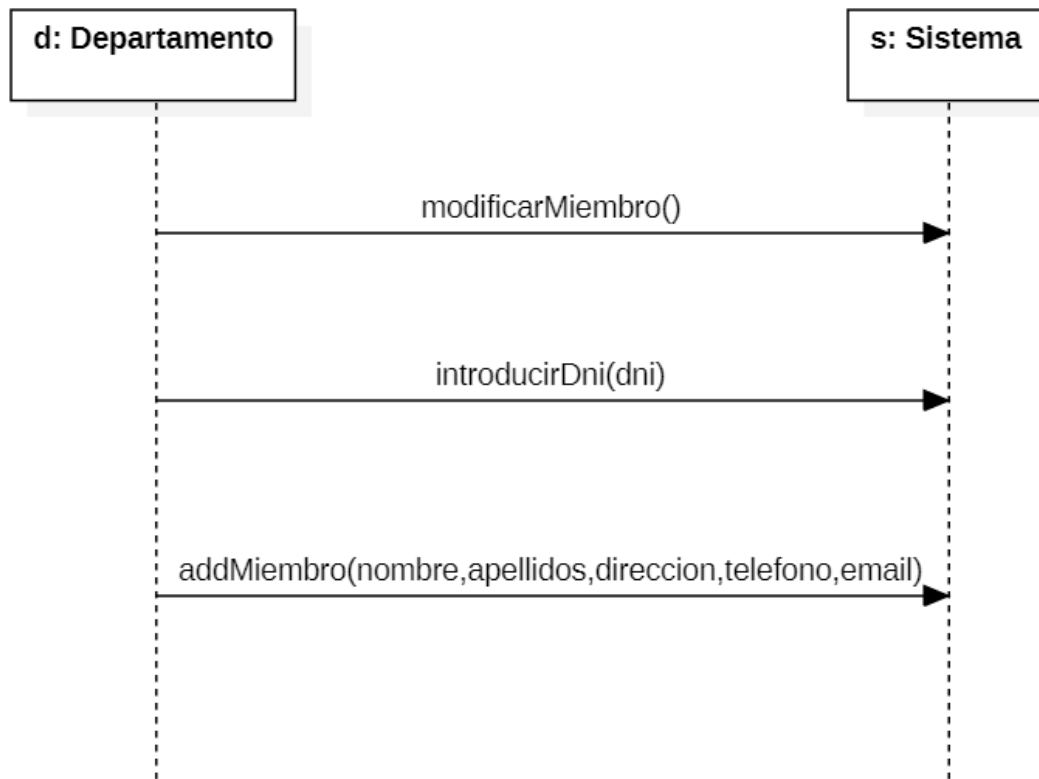 d: Departamento
s: Sistema
modificarMiembro()
introducirDni(dni)
addMiembro(nombre,apellidos,direccion,telefono,email)